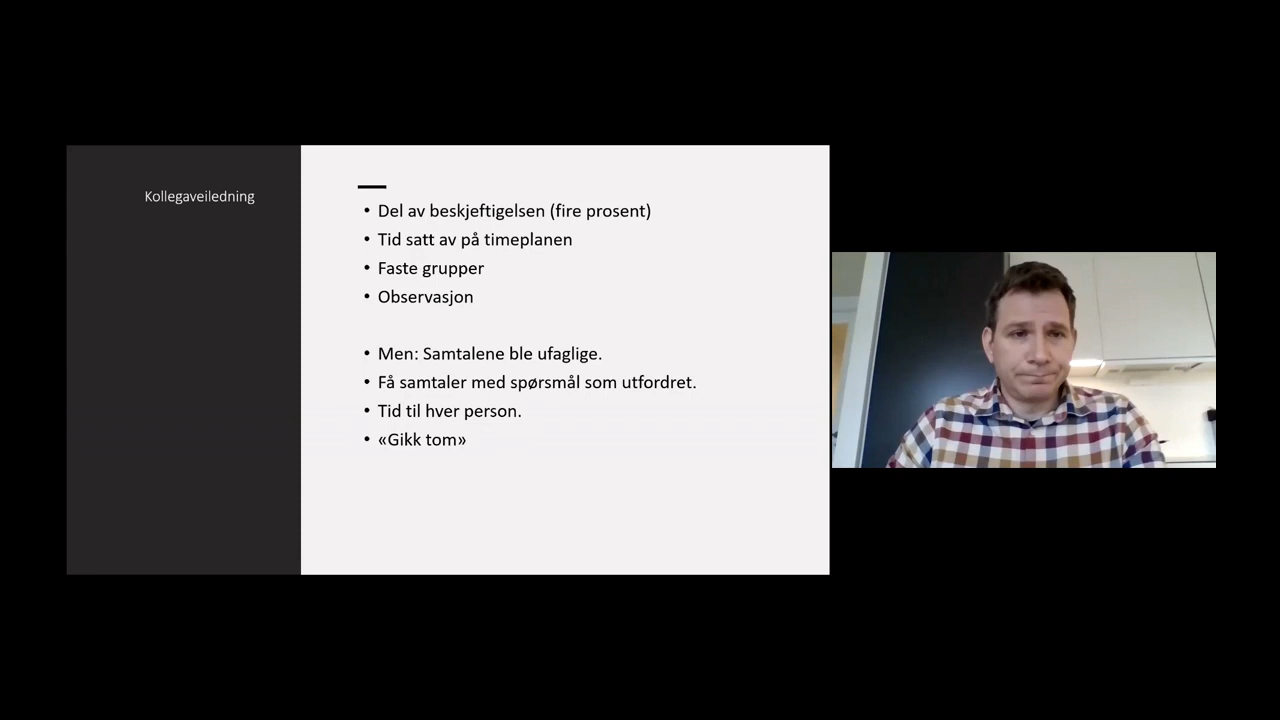 Kollegaveiledning
• Del av beskjeftigelsen (fire prosent)
• Tid satt av på timeplanen
• Faste grupper
• Observasjon
• Men: Samtalene ble ufaglige.
• Få samtaler med spørsmål som utfordret.
• Tid til hver person.
• «Gikk tom»